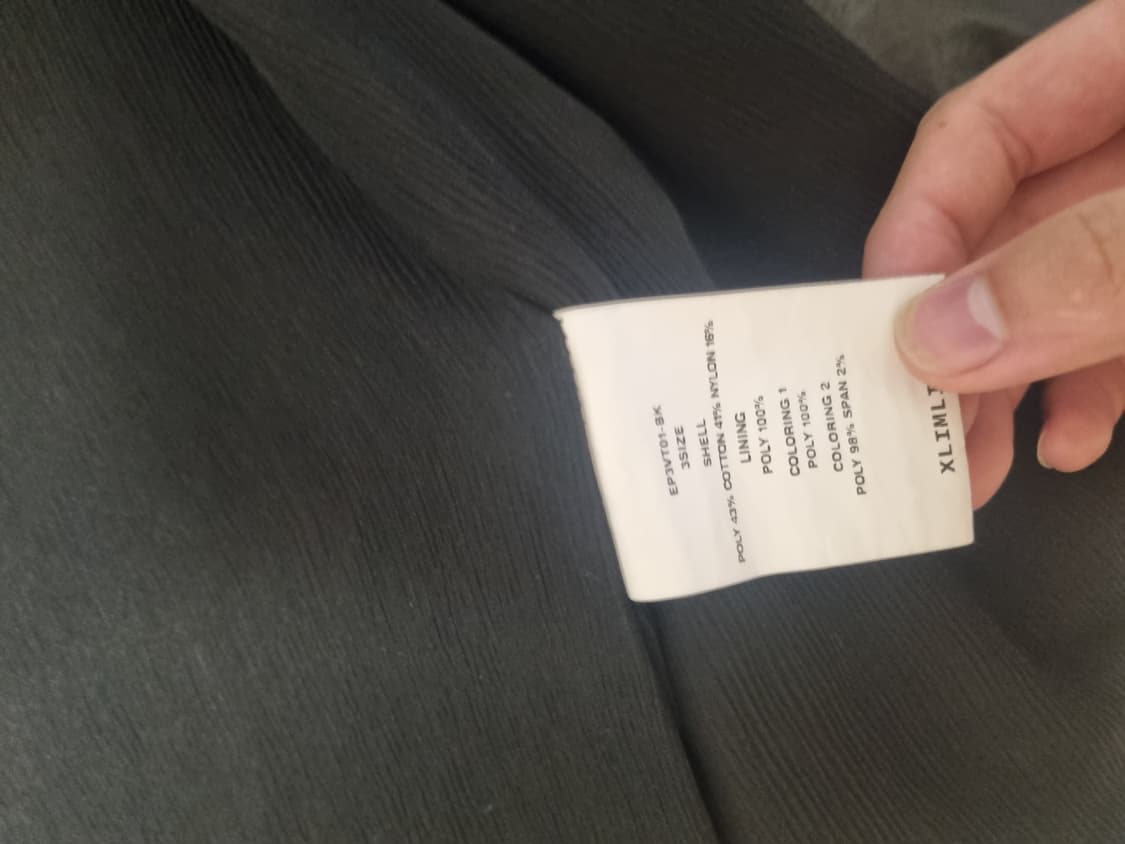 EP3VT01-BK
3SIZE
SHELL
POLY 43% COTTON 41% NYLON 16%
LINING
POLY 100%
COLORING 1
POLY 100%
COLORING 2
POLY 98% SPAN 2%
XLIML